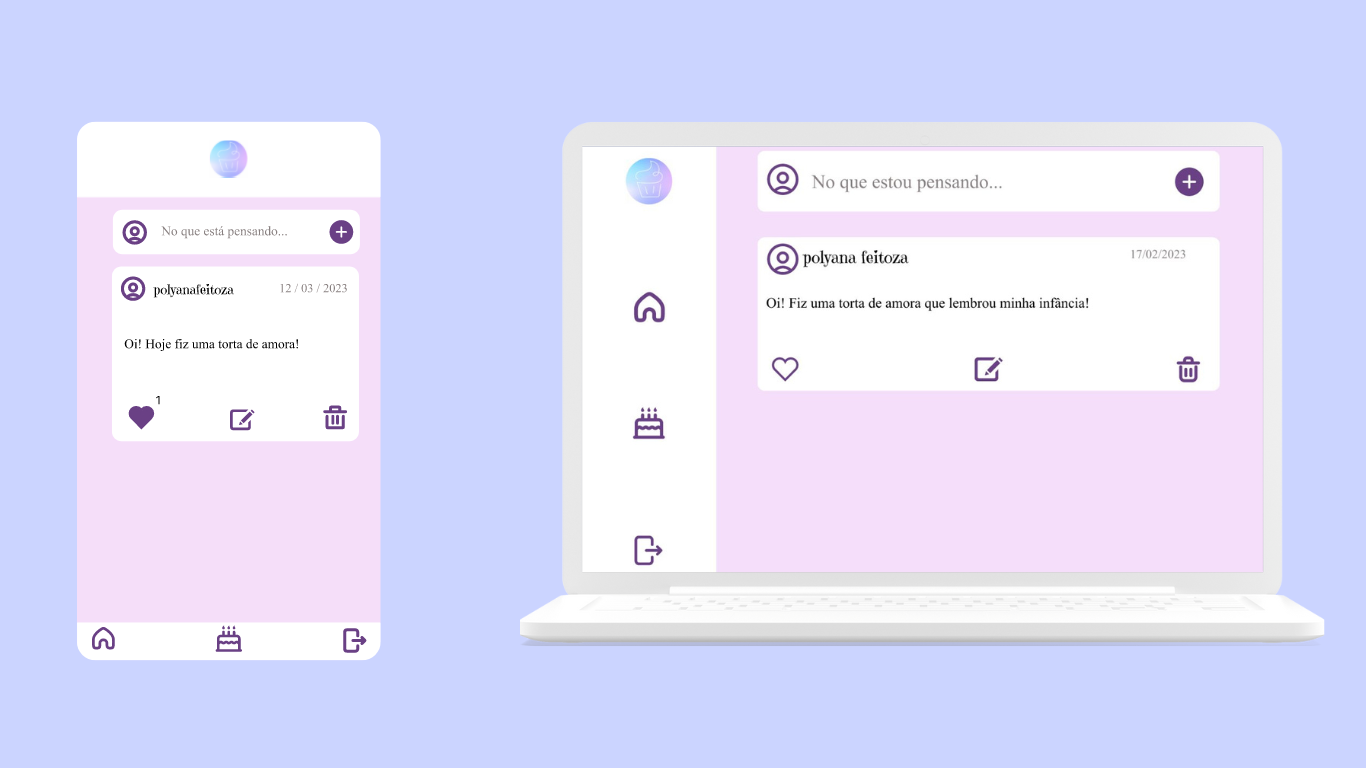 No que está pensando...
polyanafeitoza 12 / 03 / 2023
Oi! Hoje fiz uma torta de amora!
1
No que estou pensando...
polyana feitoza 17/02/2023
Oi! Fiz uma torta de amora que lembrou minha infância!